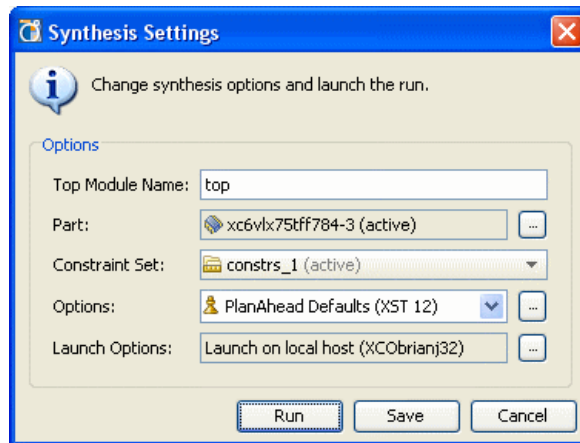 Synthesis Settings
Change synthesis options and launch the run.
Options
Top Module Name: top
Part: xc6vlx75tff784-3 (active) ...
Constraint Set: constrs_1 (active)
Options: PlanAhead Defaults (XST 12) ...
Launch Options: Launch on local host (XCObrianj32) ...
Run Save Cancel